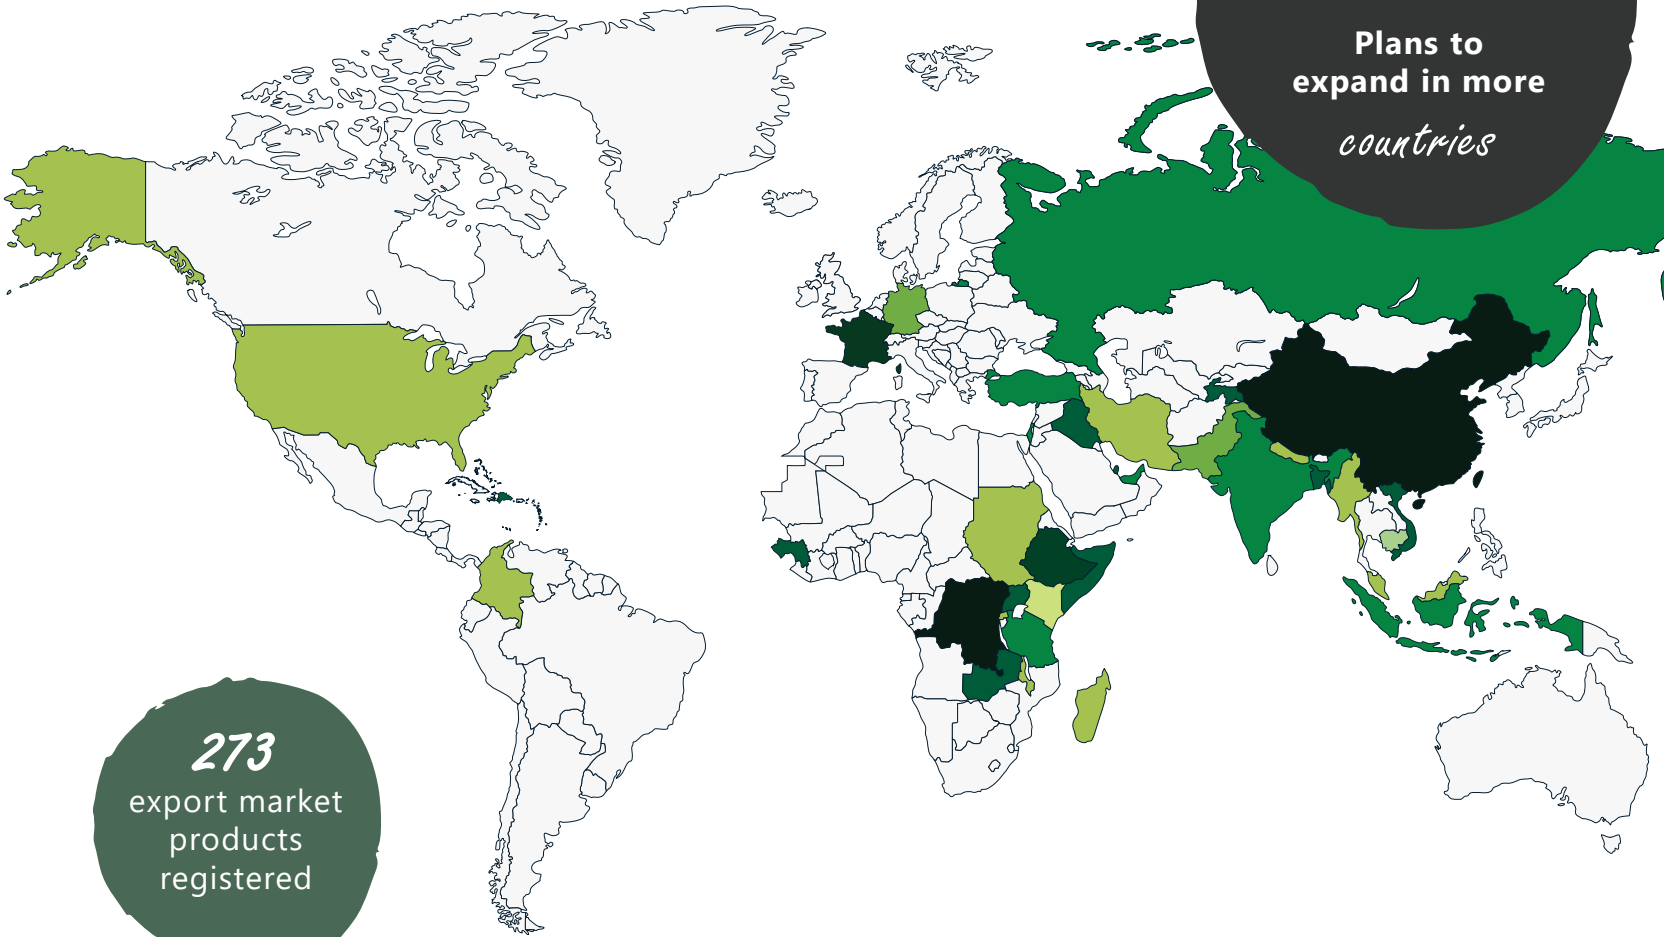 Plans to
expand in more
countries
273
export market
products
registered